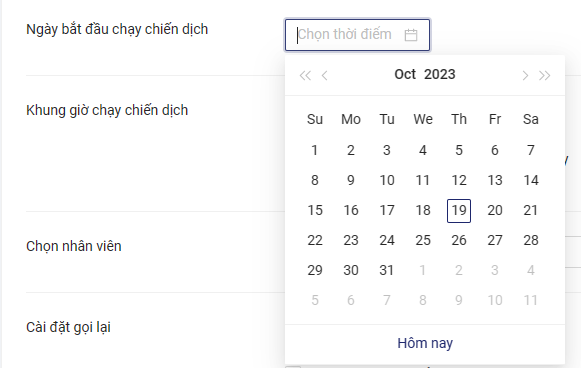 Ngày bắt đầu chạy chiến dịch
Chọn thời điểm
Oct 2023
Khung giờ chạy chiến dịch
Su Mo Tu We Th Fr Sa
1 2 3 4 5 6 7
8 9 10 11 12 13 14
15 16 17 18 19 20 21
Chọn nhân viên
22 23 24 25 26 27 28
29 30 31 1 2 3 4
5 6 7 8 9 10 11
Cài đặt gọi lại
Hôm nay